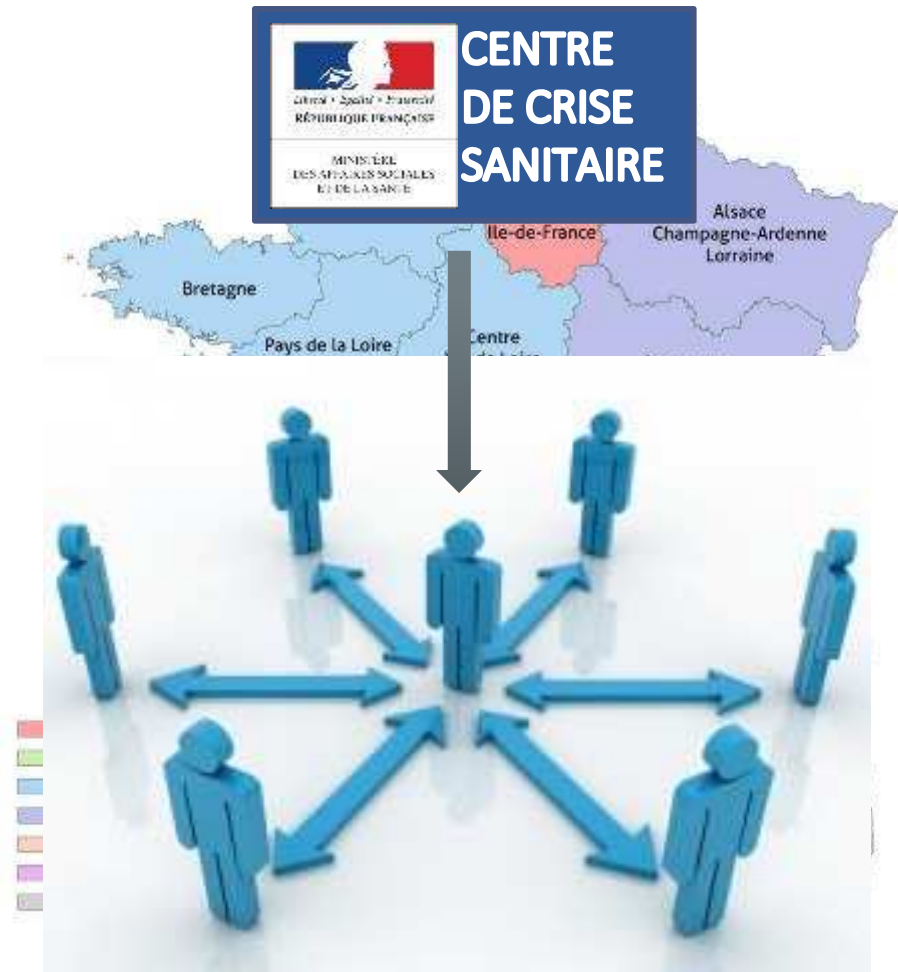 CENTRE
DE CRISE
SANITAIRE
Liberté • Égalité • Fraternité
RÉPUBLIQUE FRANÇAISE
MINISTÈRE
DES AFFAIRES SOCIALES
ET DE LA SANTÉ
Ile-de-France
Alsace
Champagne-Ardenne
Lorraine
Bretagne
Pays de la Loire
Centre